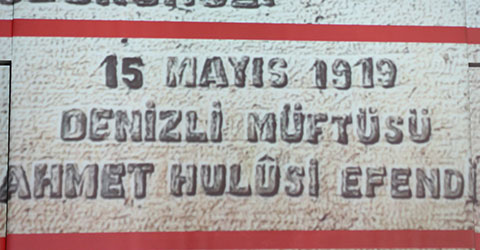 15 MAYIS 1919
DENİZLİ MÜFTÜSÜ
AHMET HULÛSİ EFENDİ